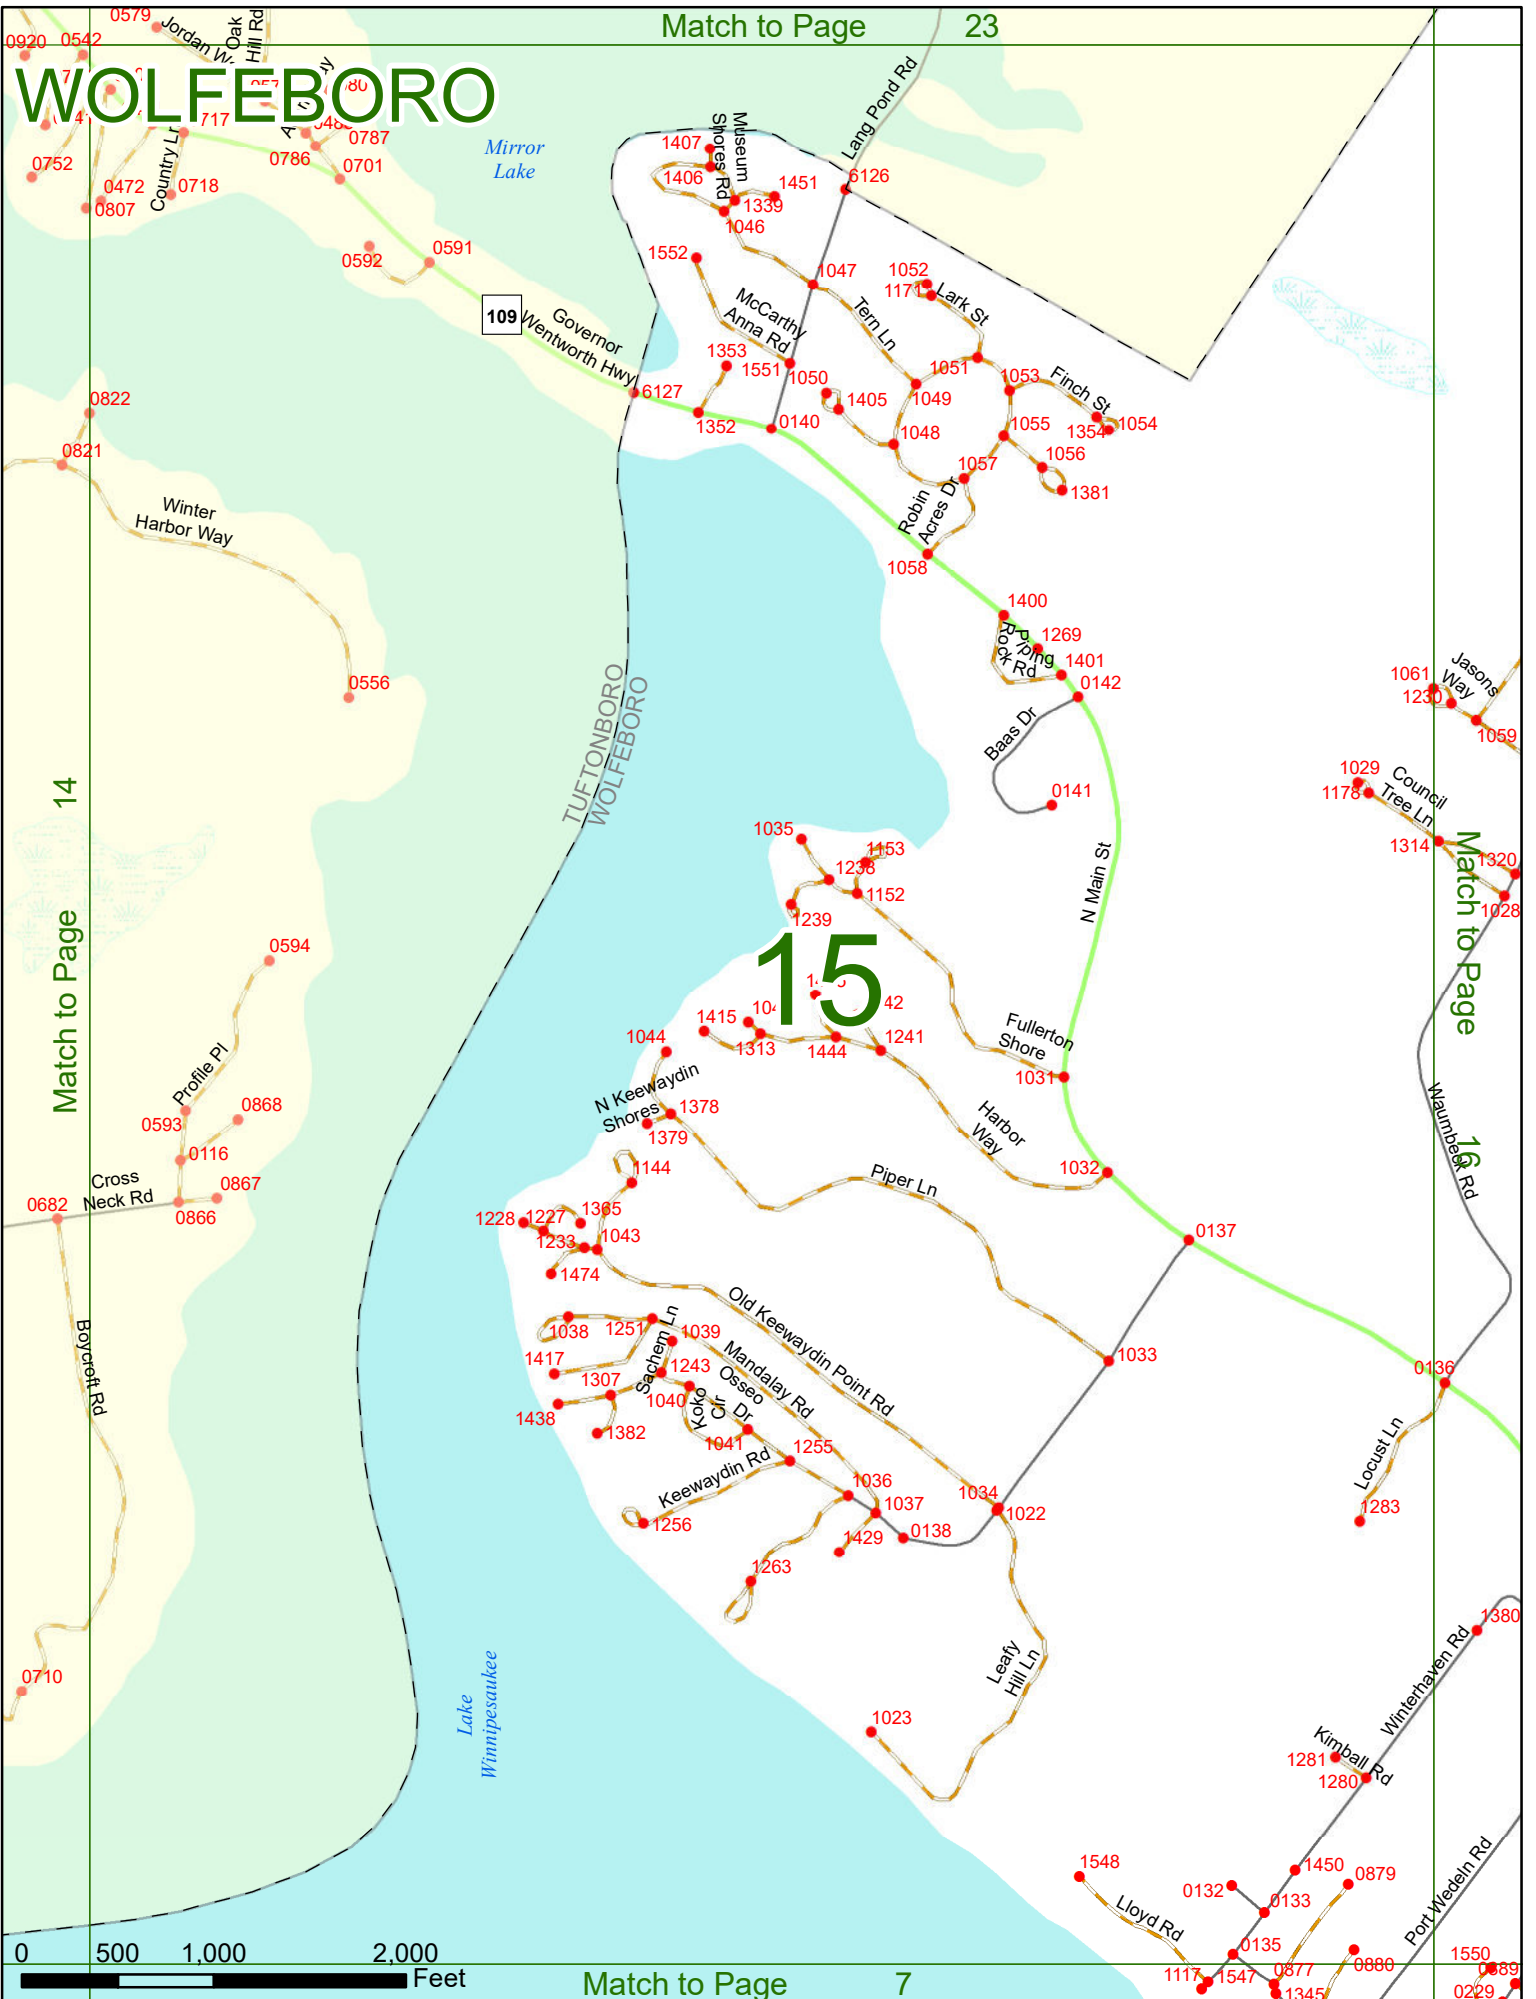 Match to Page 23
WOLFEBORO
0579
Jordan
Oak
Hill Rd
0920
0542
0787
0786
0701
0752
0472
0807
Country Ln
0718
0592
0591
Mirror
Lake
109
Governor
Wentworth Hwy
Lang Pond Rd
6126
1407
Museum
Shores Rd
1406
1451
1339
1046
1552
1047
McCarthy
Anna Rd
Tern Ln
1052
1171
Lark St
1353
1551
1050
1051
1053
Finch St
6127
1352
0140
1405
1049
1048
1055
1354
1054
1056
1057
1381
Robin
Acres Dr
1058
0822
0821
Winter
Harbor Way
0556
1400
1269
Piping
Rock Rd
1401
0142
Baas Dr
0141
TUFTONBORO
WOLFEBORO
1061
1230
Jasons
Way
1059
1029
1178
Council
Tree Ln
1314
1320
1028
Match to Page 14
Match to Page 16
N Main St
1035
1153
1238
1152
1239
15
0594
Profile Pl
0593
0868
0116
0867
0866
Cross
Neck Rd
0682
1415
1313
1444
1241
1044
Fullerton
Shore
1031
N Keewaydin
Shores
1378
1379
Harbor
Way
1032
Waumbeck Rd
1144
Piper Ln
1228
1227
1365
1233
1043
1474
0137
Boycroft Rd
Old Keewaydin Point Rd
1038
1251
1039
Sachem Ln
1417
1243
1307
1040
Mandalay Rd
Osseo
Dr
Koko
Cir
1438
1382
1041
1033
0136
Locust Ln
1283
1255
Keewaydin Rd
1256
1036
1037
0138
1034
1022
1429
1263
Leafy
Hill Ln
1023
0710
Lake
Winnipesaukee
1380
Winterhaven Rd
Kimball Rd
1281
1280
1548
Lloyd Rd
0132
1450
0133
0879
0135
Port Wedeln Rd
1117
1547
0877
1345
0880
1550
0889
0229
0 500 1,000 2,000
Feet
Match to Page 7